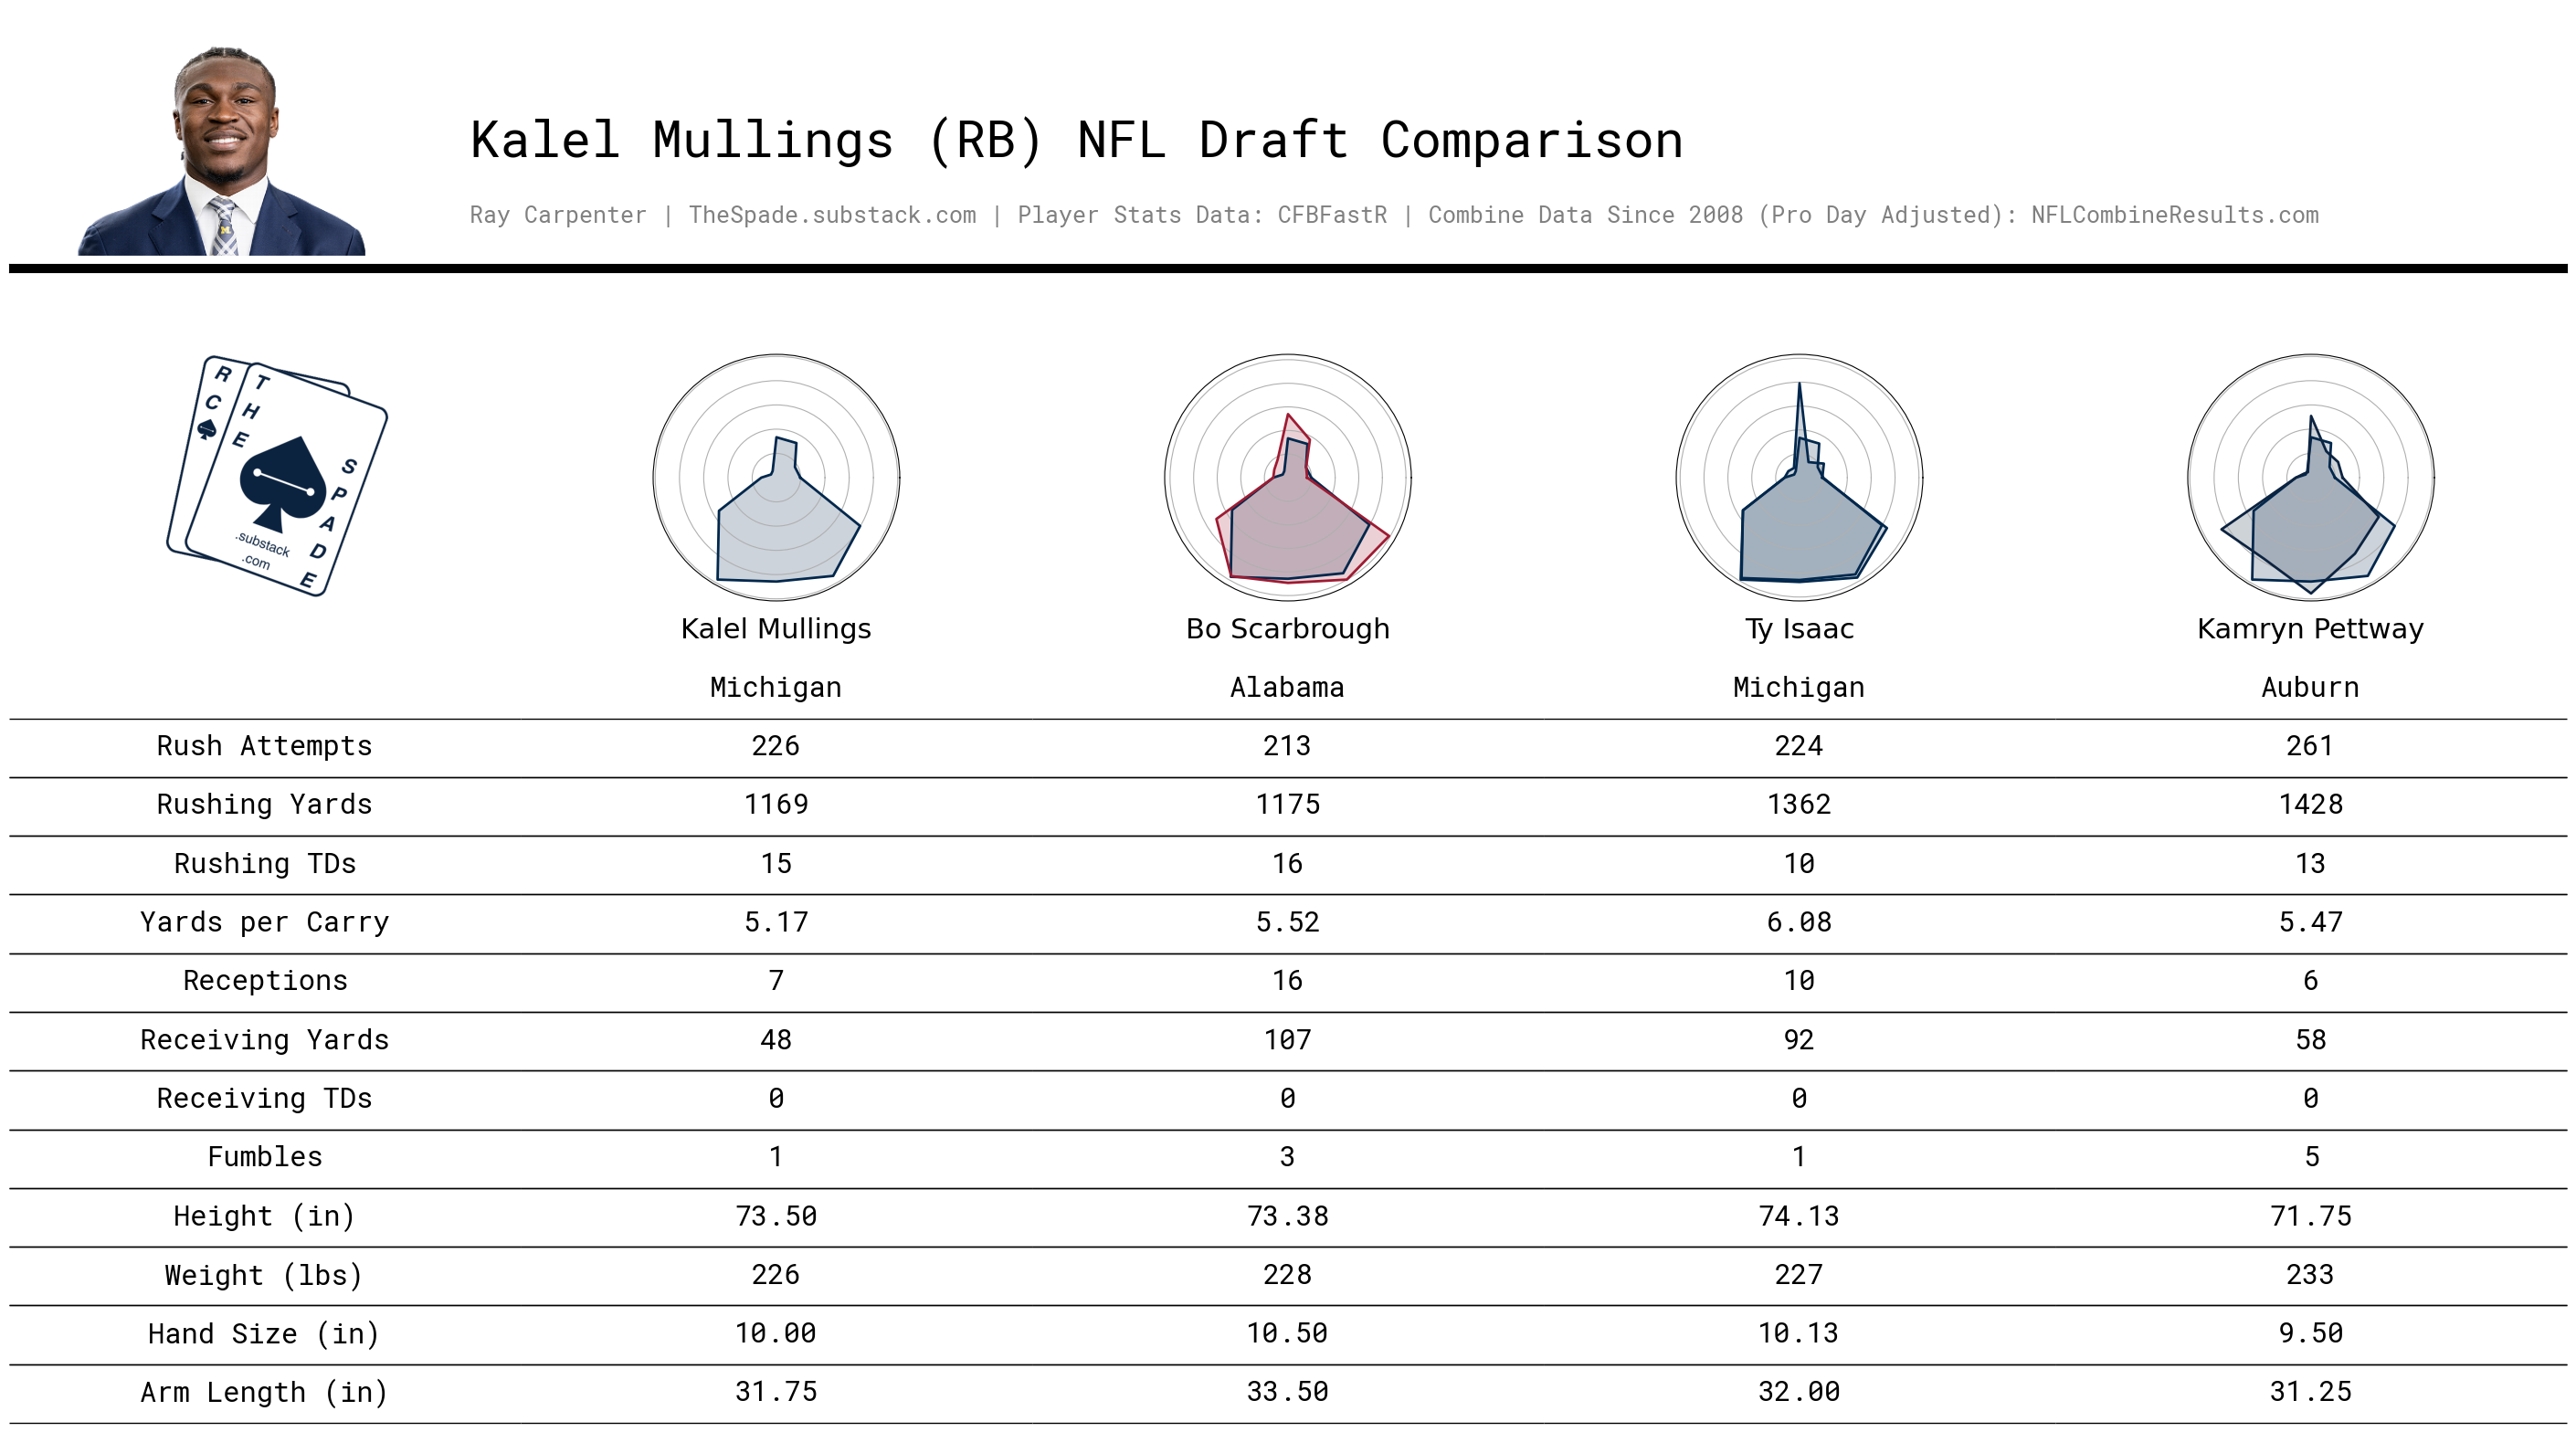 Kalel Mullings (RB) NFL Draft Comparison
Ray Carpenter | TheSpade.substack.com | Player Stats Data: CFBFastR | Combine Data Since 2008 (Pro Day Adjusted): NFLCombineResults.com
R C
T H E
S P A D E
.substack
.com
Kalel Mullings Bo Scarbrough Ty Isaac Kamryn Pettway
Michigan Alabama Michigan Auburn
Rush Attempts 226 213 224 261
Rushing Yards 1169 1175 1362 1428
Rushing TDs 15 16 10 13
Yards per Carry 5.17 5.52 6.08 5.47
Receptions 7 16 10 6
Receiving Yards 48 107 92 58
Receiving TDs 0 0 0 0
Fumbles 1 3 1 5
Height (in) 73.50 73.38 74.13 71.75
Weight (lbs) 226 228 227 233
Hand Size (in) 10.00 10.50 10.13 9.50
Arm Length (in) 31.75 33.50 32.00 31.25